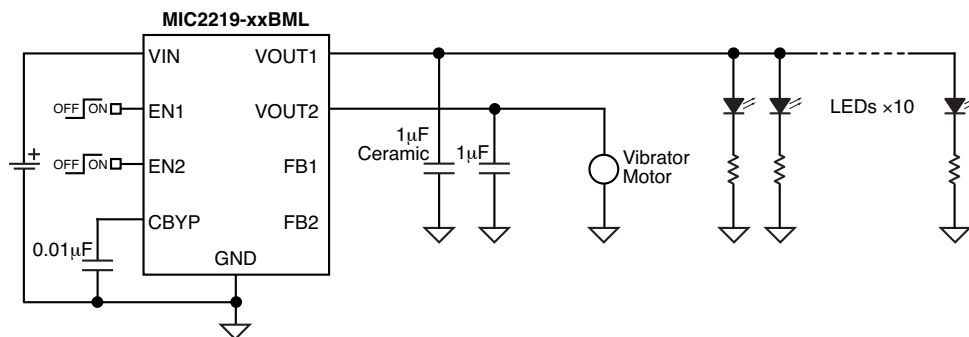 MIC2219-xxBML
VIN
VOUT1
OFF ON
EN1
VOUT2
LEDs ×10
1µF
Ceramic
1µF
Vibrator
Motor
+
OFF ON
EN2
FB1
CBYP
FB2
0.01µF
GND